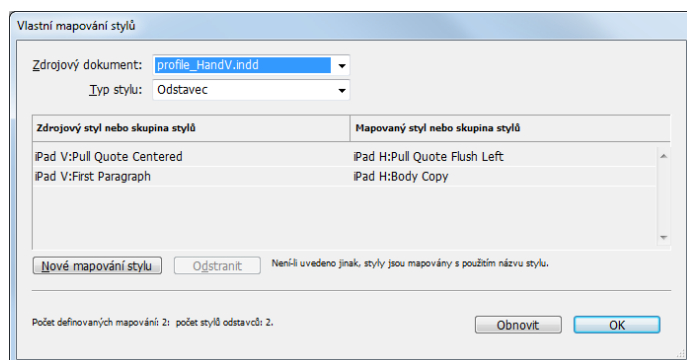 Vlastní mapování stylů
Zdrojový dokument: profile_HandV.indd
Typ stylu: Odstavec
Zdrojový styl nebo skupina stylů Mapovaný styl nebo skupina stylů
iPad V:Pull Quote Centered iPad H:Pull Quote Flush Left
iPad V:First Paragraph iPad H:Body Copy
Nové mapování stylu Odstranit Není-li uvedeno jinak, styly jsou mapovány s použitím názvu stylu.
Počet definovaných mapování: 2: počet stylů odstavců: 2. Obnovit OK